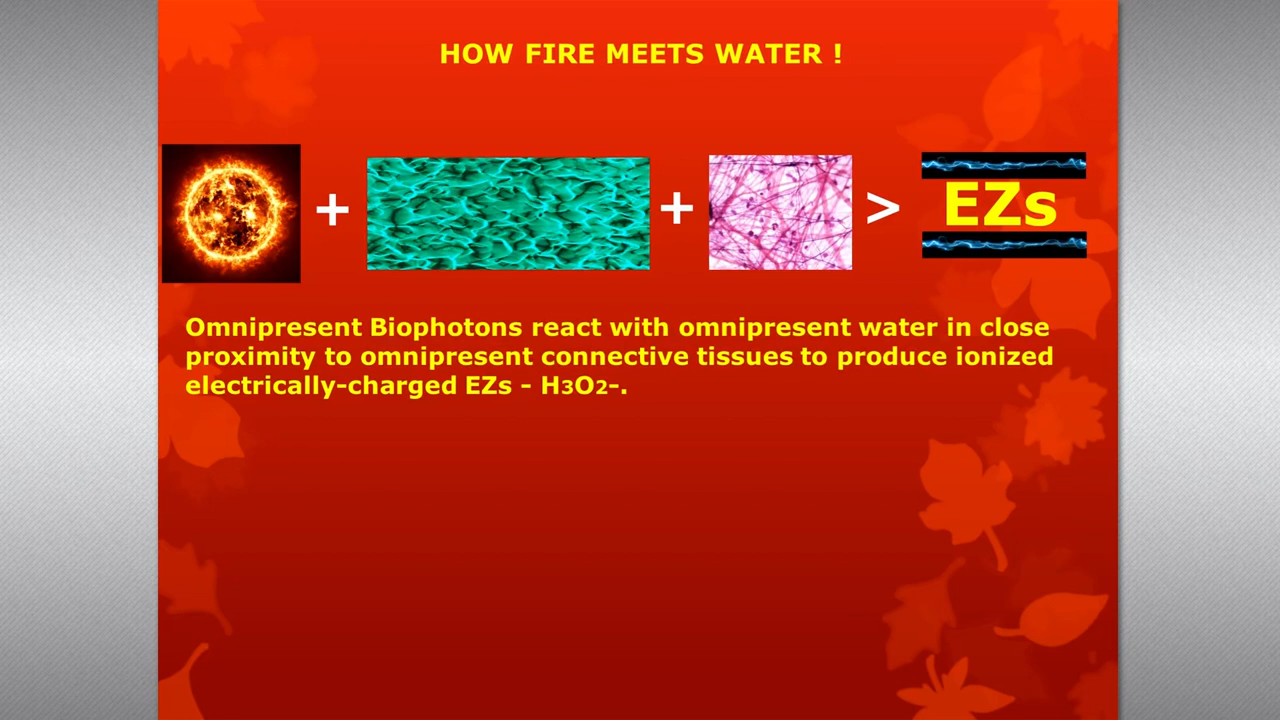 HOW FIRE MEETS WATER !
+ + > EZs
Omnipresent Biophotons react with omnipresent water in close
proximity to omnipresent connective tissues to produce ionized
electrically-charged EZs - H3O2-.